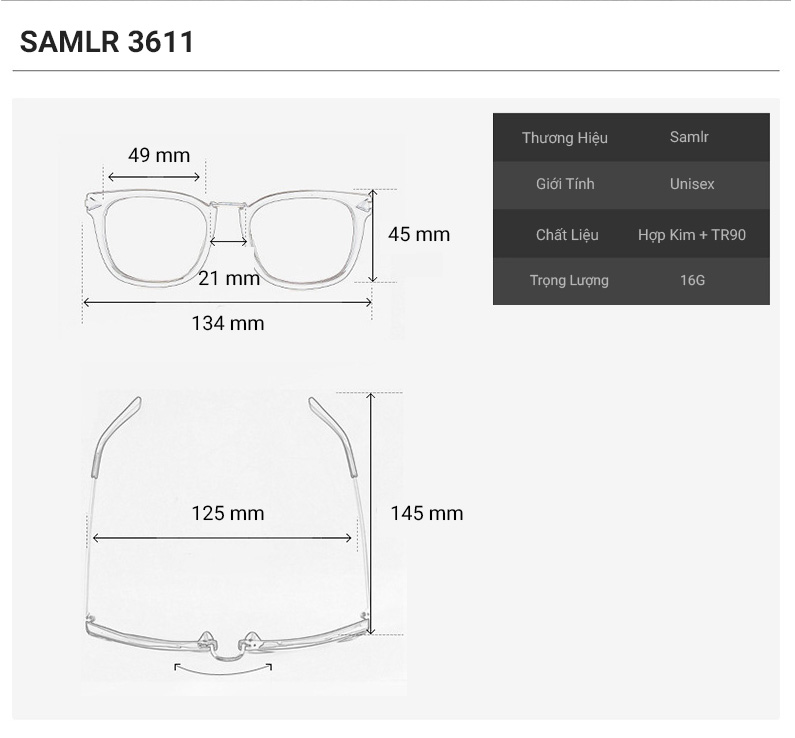 SAMLR 3611
49 mm
45 mm
21 mm
134 mm
Thương Hiệu Samlr
Giới Tính Unisex
Chất Liệu Hợp Kim + TR90
Trọng Lượng 16G
125 mm
145 mm